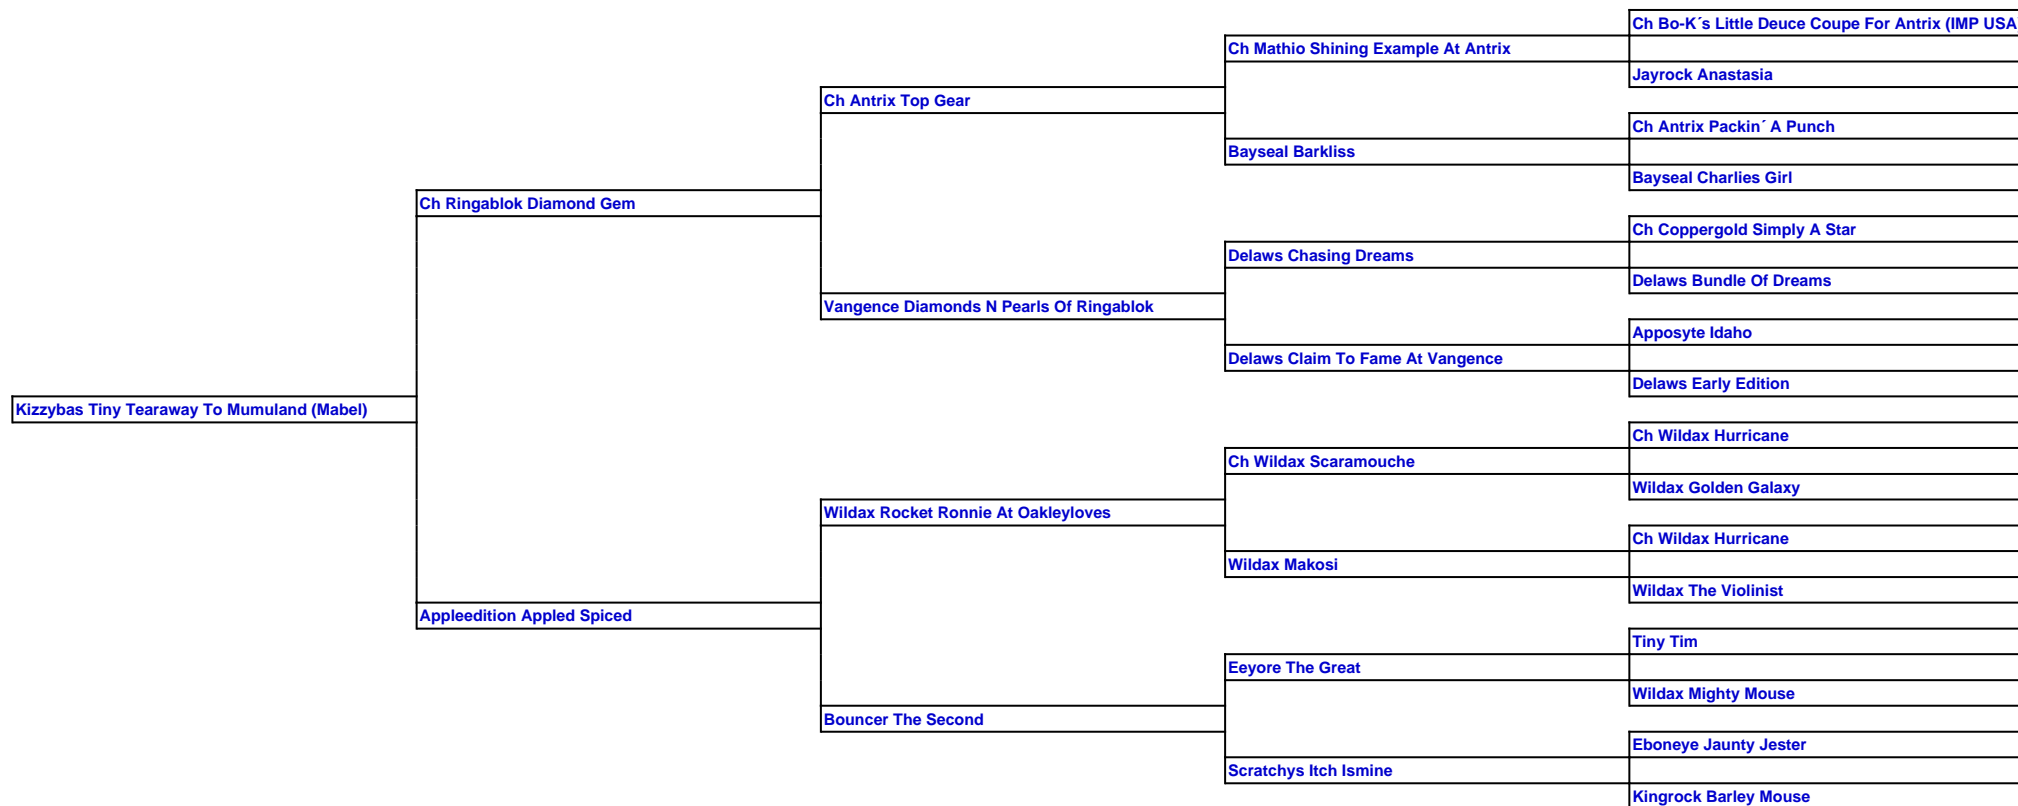 Ch Bo-K´s Little Deuce Coupe For Antrix (IMP USA
Ch Mathio Shining Example At Antrix
Jayrock Anastasia
Ch Antrix Top Gear
Ch Antrix Packin´ A Punch
Bayseal Barkliss
Bayseal Charlies Girl
Ch Ringablok Diamond Gem
Ch Coppergold Simply A Star
Delaws Chasing Dreams
Delaws Bundle Of Dreams
Vangence Diamonds N Pearls Of Ringablok
Apposyte Idaho
Delaws Claim To Fame At Vangence
Delaws Early Edition
Kizzybas Tiny Tearaway To Mumuland (Mabel)
Ch Wildax Hurricane
Ch Wildax Scaramouche
Wildax Golden Galaxy
Wildax Rocket Ronnie At Oakleyloves
Ch Wildax Hurricane
Wildax Makosi
Wildax The Violinist
Appleedition Appled Spiced
Tiny Tim
Eeyore The Great
Wildax Mighty Mouse
Bouncer The Second
Eboneye Jaunty Jester
Scratchys Itch Ismine
Kingrock Barley Mouse